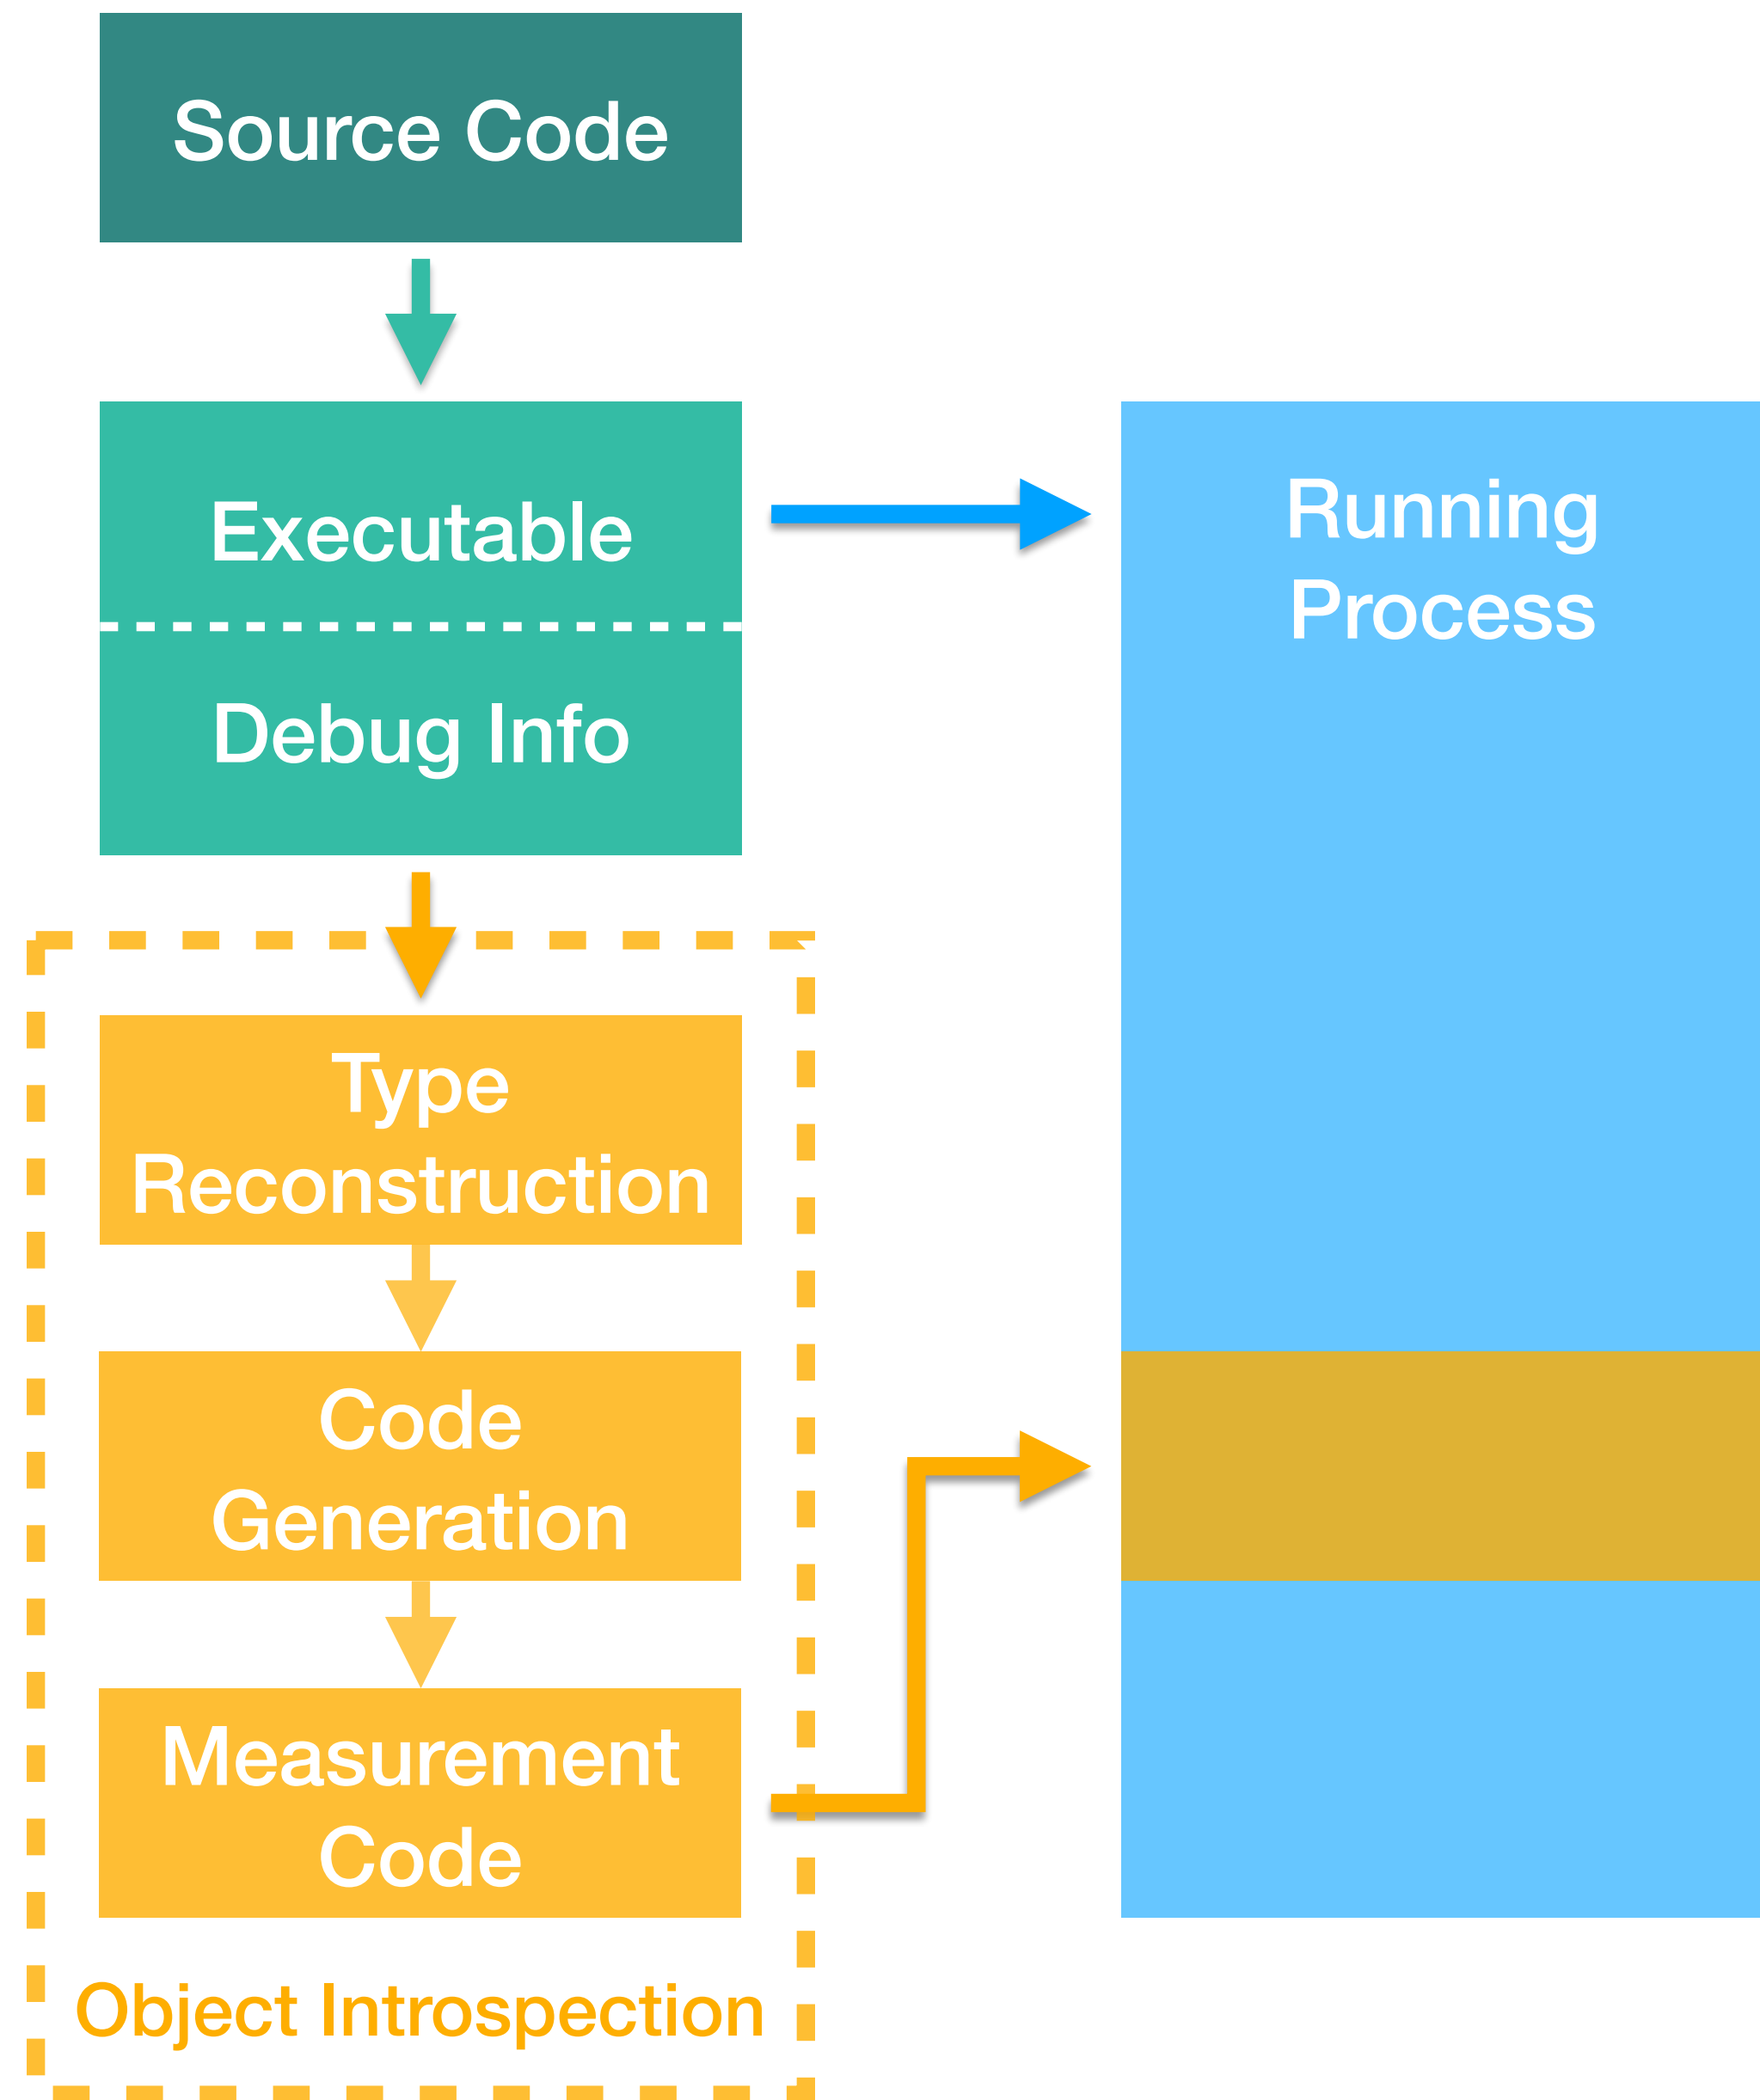 Source Code
Executable
Debug Info
Running
Process
Type
Reconstruction
Code
Generation
Measurement
Code
Object Introspection